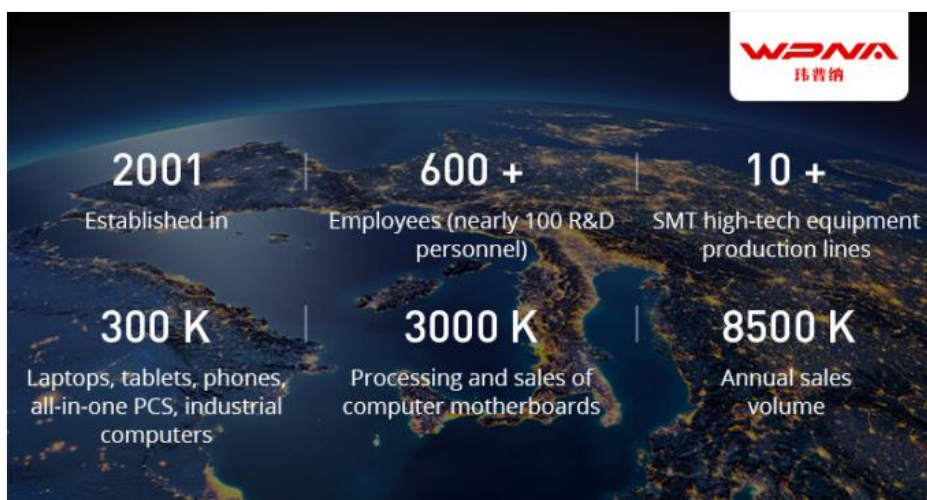 WPNA
玮普纳
2001
Established in
600 +
Employees (nearly 100 R&D
personnel)
10 +
SMT high-tech equipment
production lines
300 K
Laptops, tablets, phones,
all-in-one PCS, industrial
computers
3000 K
Processing and sales of
computer motherboards
8500 K
Annual sales
volume